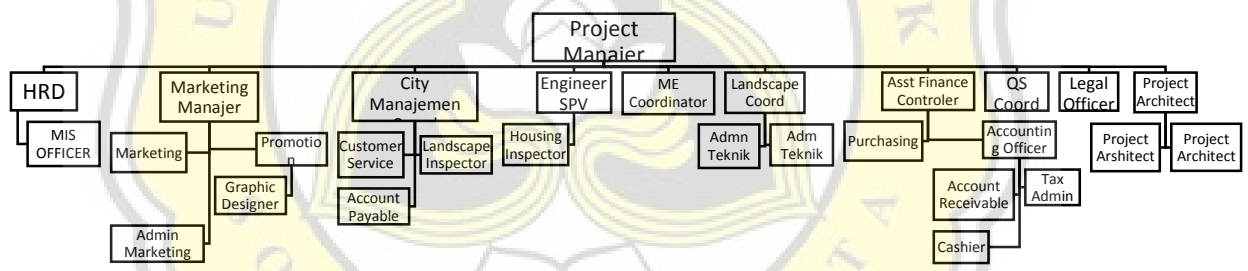 Project
Manajer
HRD
Marketing
Manajer
City
Manajemen
Engineer
SPV
ME
Coordinator
Landscape
Coord
Asst Finance
Controler
QS
Coord
Legal
Officer
Project
Architect
MIS
OFFICER
Marketing
Promotio
n
Graphic
Designer
Admin
Marketing
Customer
Service
Landscape
Inspector
Account
Payable
Housing
Inspector
Admn
Teknik
Adm
Teknik
Purchasing
Accountin
g Officer
Account
Receivable
Tax
Admin
Cashier
Project
Arshitect
Project
Architect